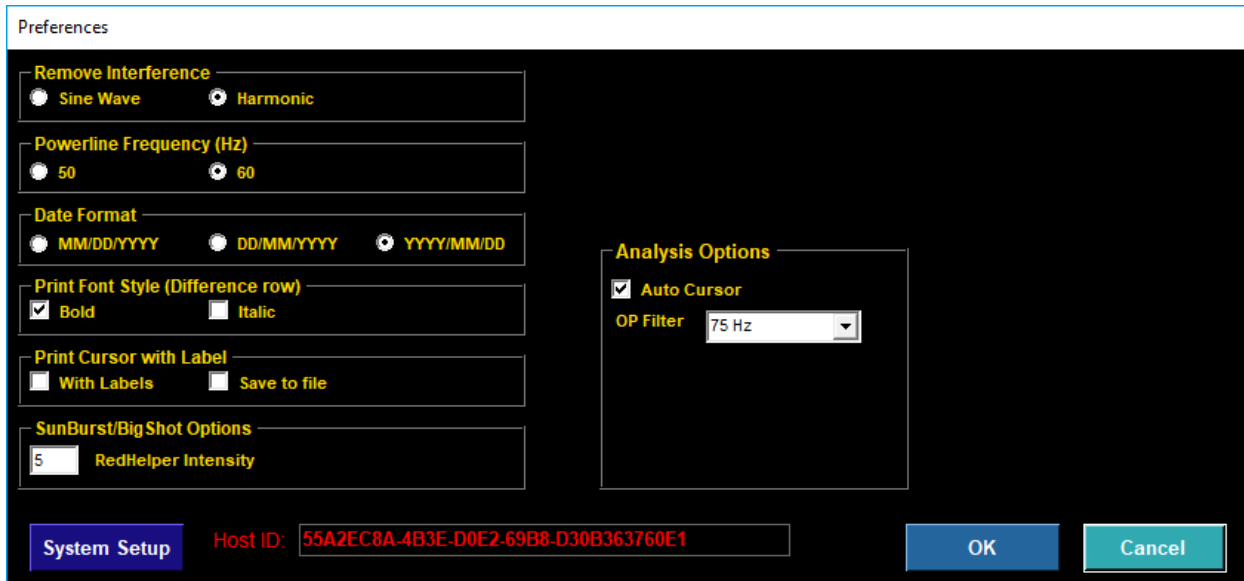 Preferences
Remove Interference
Sine Wave Harmonic
Powerline Frequency (Hz)
50 60
Date Format
MM/DD/YYYY DD/MM/YYYY YYYY/MM/DD
Print Font Style (Difference row)
Bold Italic
Print Cursor with Label
With Labels Save to file
SunBurst/BigShot Options
5 RedHelper Intensity
Analysis Options
Auto Cursor
OP Filter 75 Hz
System Setup Host ID: 55A2EC8A-4B3E-D0E2-69B8-D30B363760E1 OK Cancel